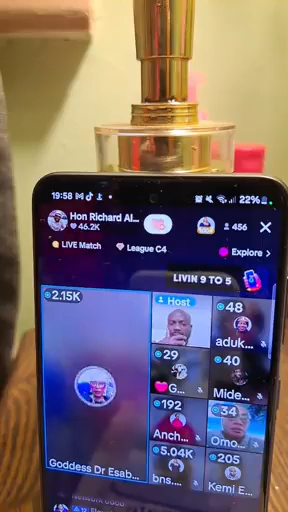 19:58 22%
Hon Richard Al...
46.2K
456
LIVE Match League C4 Explore >
LIVIN 9 TO 5
2.15K
Host
48
aduk...
29
G...
40
Mide...
192
Anch...
34
Omo...
5.04K
bns....
205
Kemi E...
Goddess Dr Esab...